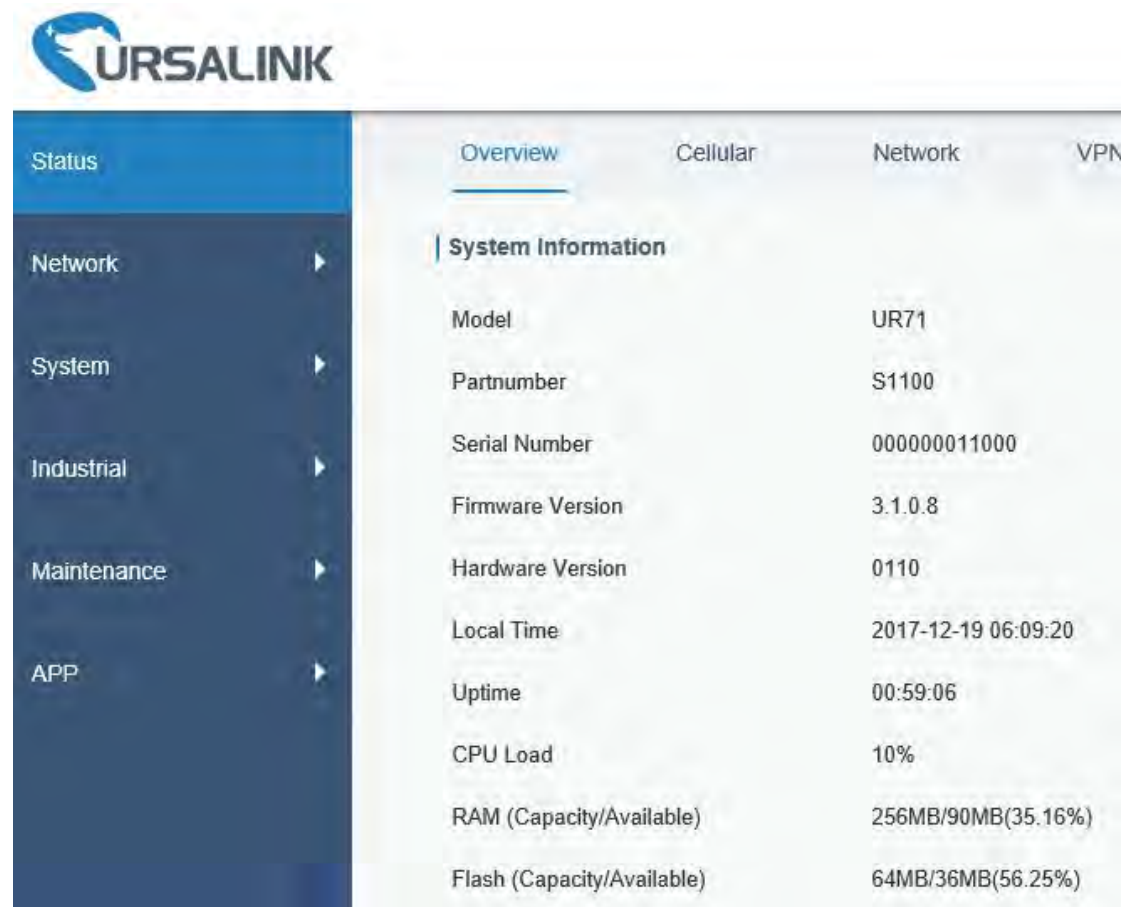 URSALINK
Status
Overview Cellular Network VPN
System Information
Network
Model UR71
System
Partnumber S1100
Serial Number 000000011000
Industrial
Firmware Version 3.1.0.8
Maintenance
Hardware Version 0110
Local Time 2017-12-19 06:09:20
APP
Uptime 00:59:06
CPU Load 10%
RAM (Capacity/Available) 256MB/90MB(35.16%)
Flash (Capacity/Available) 64MB/36MB(56.25%)